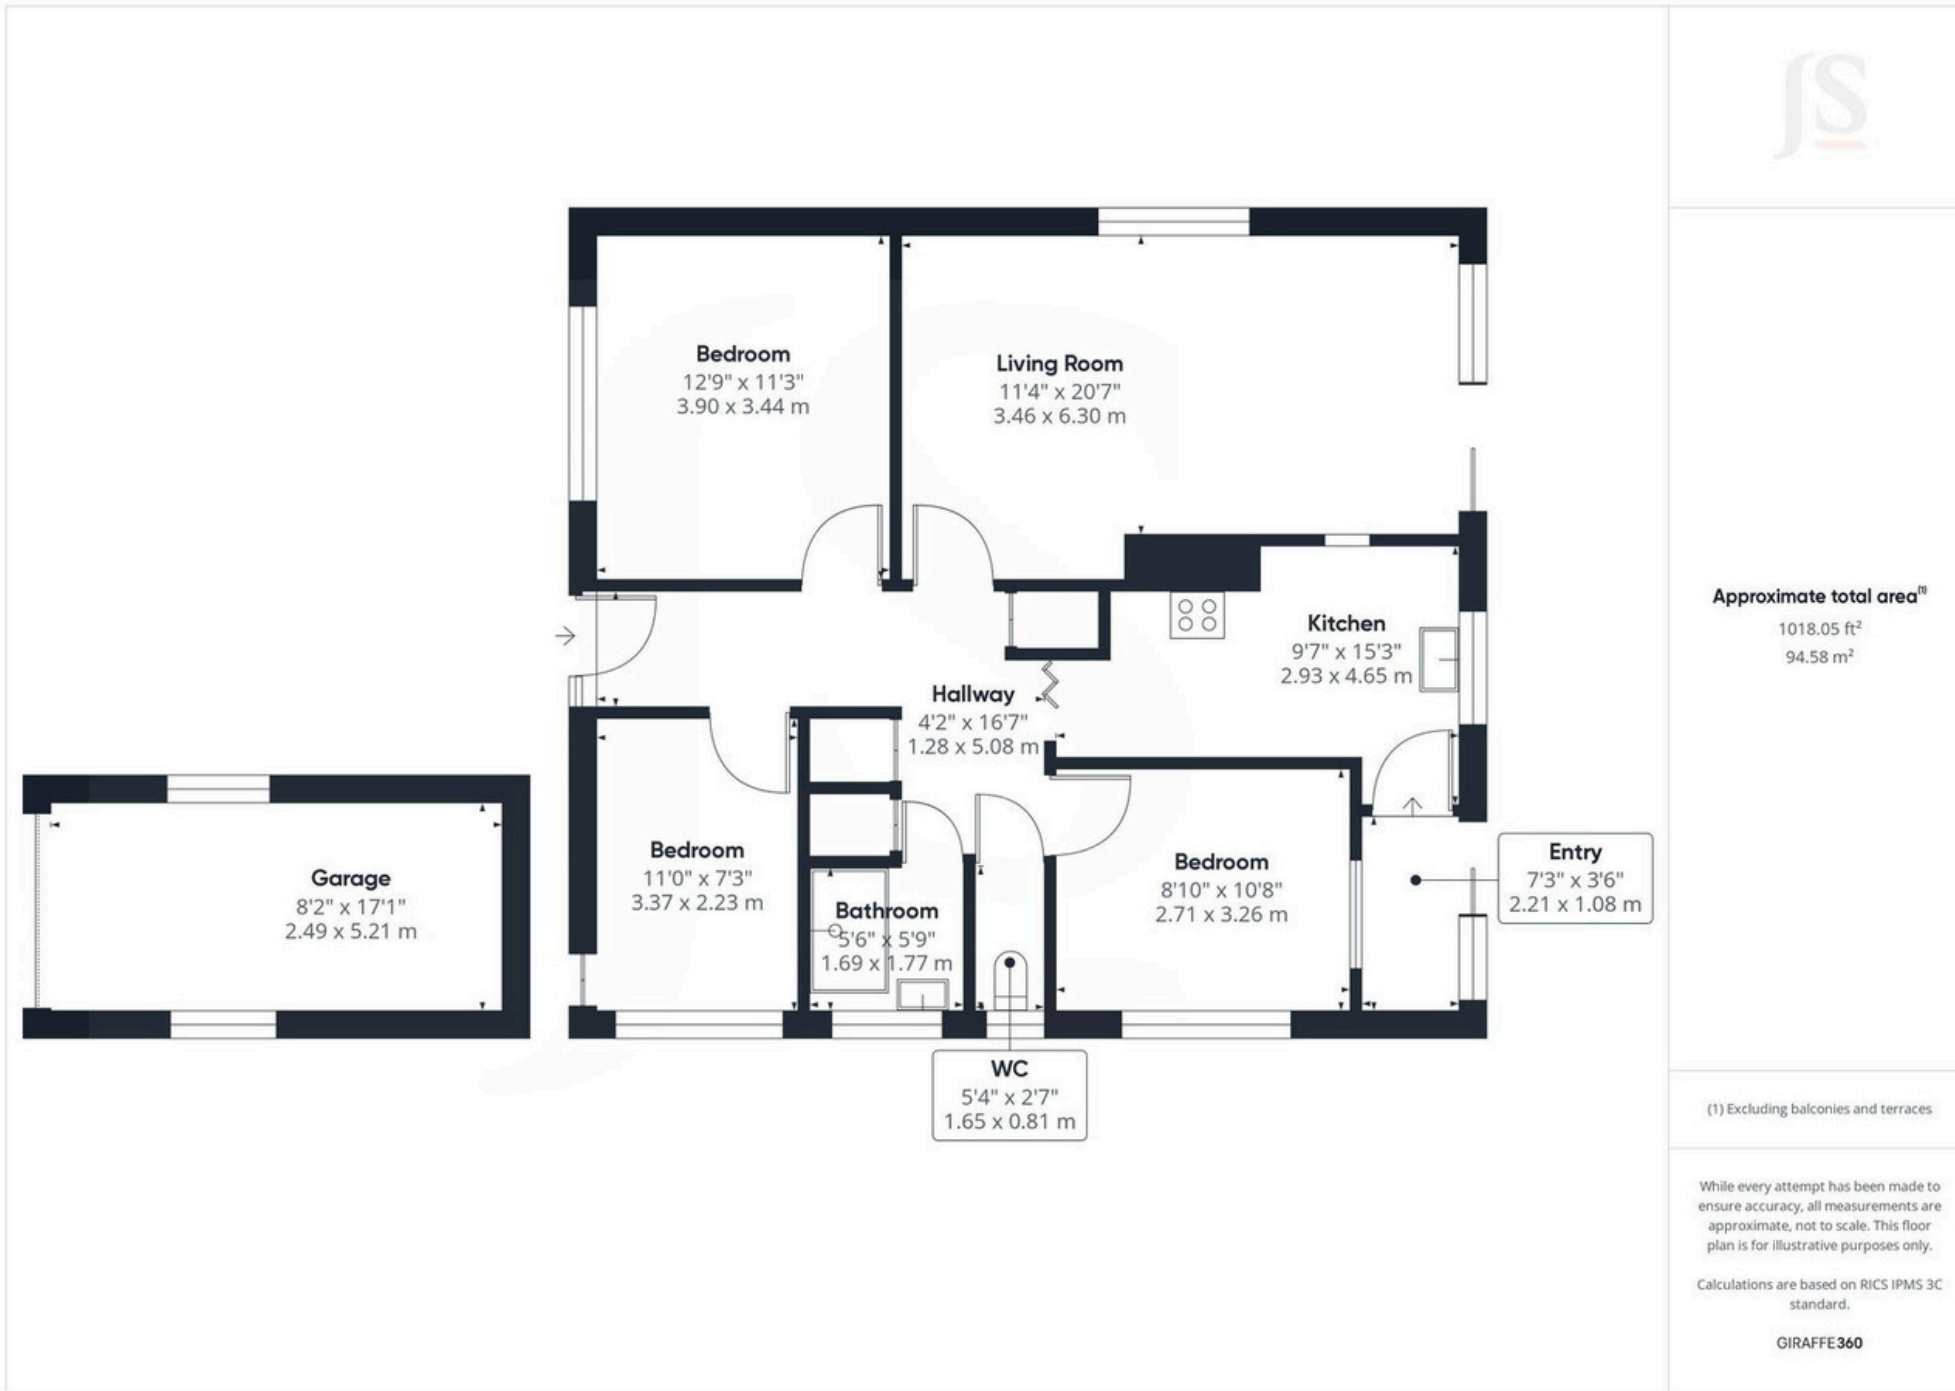 JS
Bedroom
12'9" x 11'3"
3.90 x 3.44 m
Living Room
11'4" x 20'7"
3.46 x 6.30 m
Kitchen
9'7" x 15'3"
2.93 x 4.65 m
Hallway
4'2" x 16'7"
1.28 x 5.08 m
Garage
8'2" x 17'1"
2.49 x 5.21 m
Bedroom
11'0" x 7'3"
3.37 x 2.23 m
Bathroom
5'6" x 5'9"
1.69 x 1.77 m
Bedroom
8'10" x 10'8"
2.71 x 3.26 m
Entry
7'3" x 3'6"
2.21 x 1.08 m
WC
5'4" x 2'7"
1.65 x 0.81 m
Approximate total area(1)
1018.05 ft²
94.58 m²
(1) Excluding balconies and terraces
While every attempt has been made to
ensure accuracy, all measurements are
approximate, not to scale. This floor
plan is for illustrative purposes only.
Calculations are based on RICS IPMS 3C
standard.
GIRAFFE360